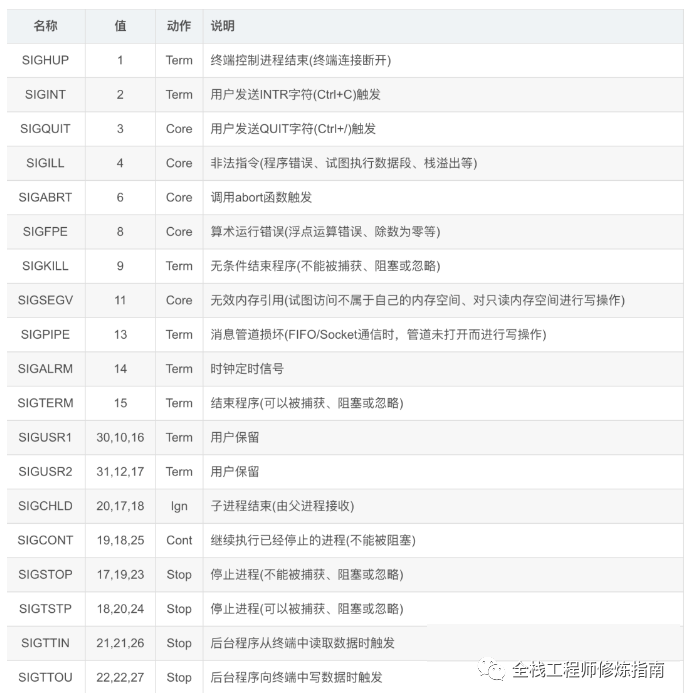 名称 值 动作 说明
SIGHUP 1 Term 终端控制进程结束(终端连接断开)
SIGINT 2 Term 用户发送INTR字符(Ctrl+C)触发
SIGQUIT 3 Core 用户发送QUIT字符(Ctrl+/)触发
SIGILL 4 Core 非法指令(程序错误、试图执行数据段、栈溢出等)
SIGABRT 6 Core 调用abort函数触发
SIGFPE 8 Core 算术运行错误(浮点运算错误、除数为零等)
SIGKILL 9 Term 无条件结束程序(不能被捕获、阻塞或忽略)
SIGSEGV 11 Core 无效内存引用(试图访问不属于自己的内存空间、对只读内存空间进行写操作)
SIGPIPE 13 Term 消息管道损坏(FIFO/Socket通信时，管道未打开而进行写操作)
SIGALRM 14 Term 时钟定时信号
SIGTERM 15 Term 结束程序(可以被捕获、阻塞或忽略)
SIGUSR1 30,10,16 Term 用户保留
SIGUSR2 31,12,17 Term 用户保留
SIGCHLD 20,17,18 Ign 子进程结束(由父进程接收)
SIGCONT 19,18,25 Cont 继续执行已经停止的进程(不能被阻塞)
SIGSTOP 17,19,23 Stop 停止进程(不能被捕获、阻塞或忽略)
SIGTSTP 18,20,24 Stop 停止进程(可以被捕获、阻塞或忽略)
SIGTTIN 21,21,26 Stop 后台程序从终端中读取数据时触发
SIGTTOU 22,22,27 Stop 后台程序向终端中写数据时触发
全栈工程师修炼指南